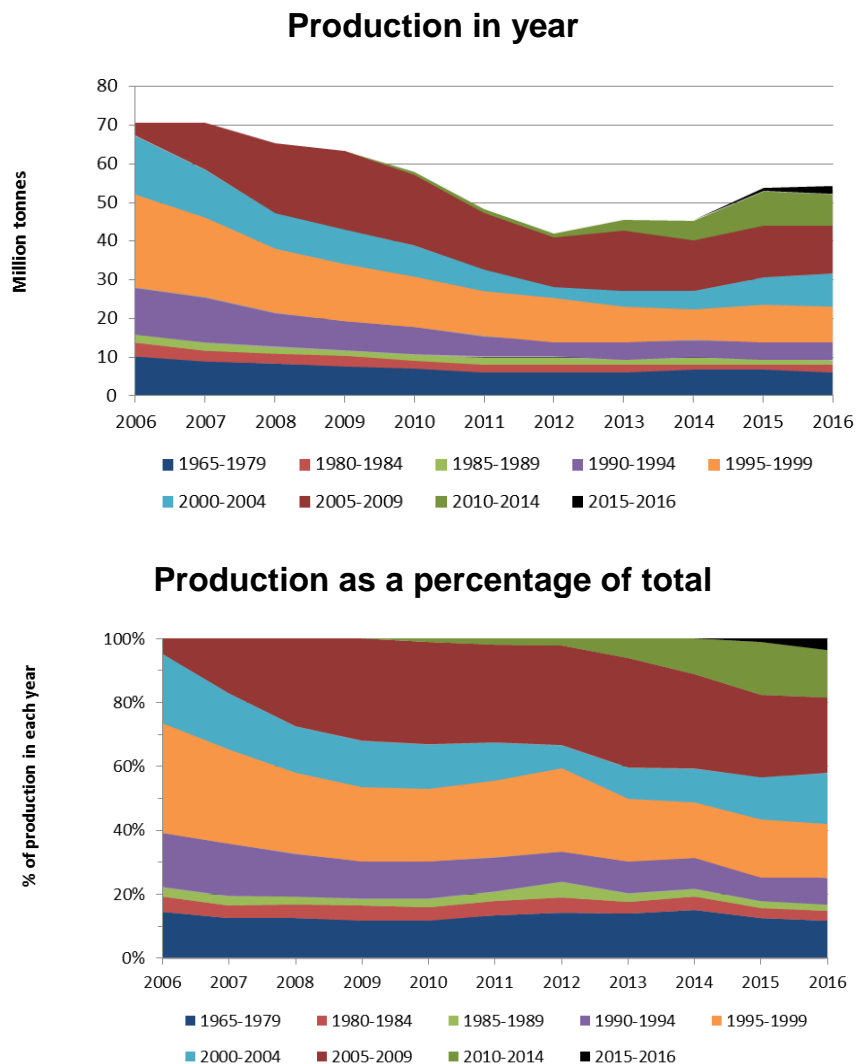 Production in year
Million tonnes
80
70
60
50
40
30
20
10
0
2006 2007 2008 2009 2010 2011 2012 2013 2014 2015 2016
1965-1979 1980-1984 1985-1989 1990-1994 1995-1999
2000-2004 2005-2009 2010-2014 2015-2016
Production as a percentage of total
% of production in each year
100%
80%
60%
40%
20%
0%
2006 2007 2008 2009 2010 2011 2012 2013 2014 2015 2016
1965-1979 1980-1984 1985-1989 1990-1994 1995-1999
2000-2004 2005-2009 2010-2014 2015-2016